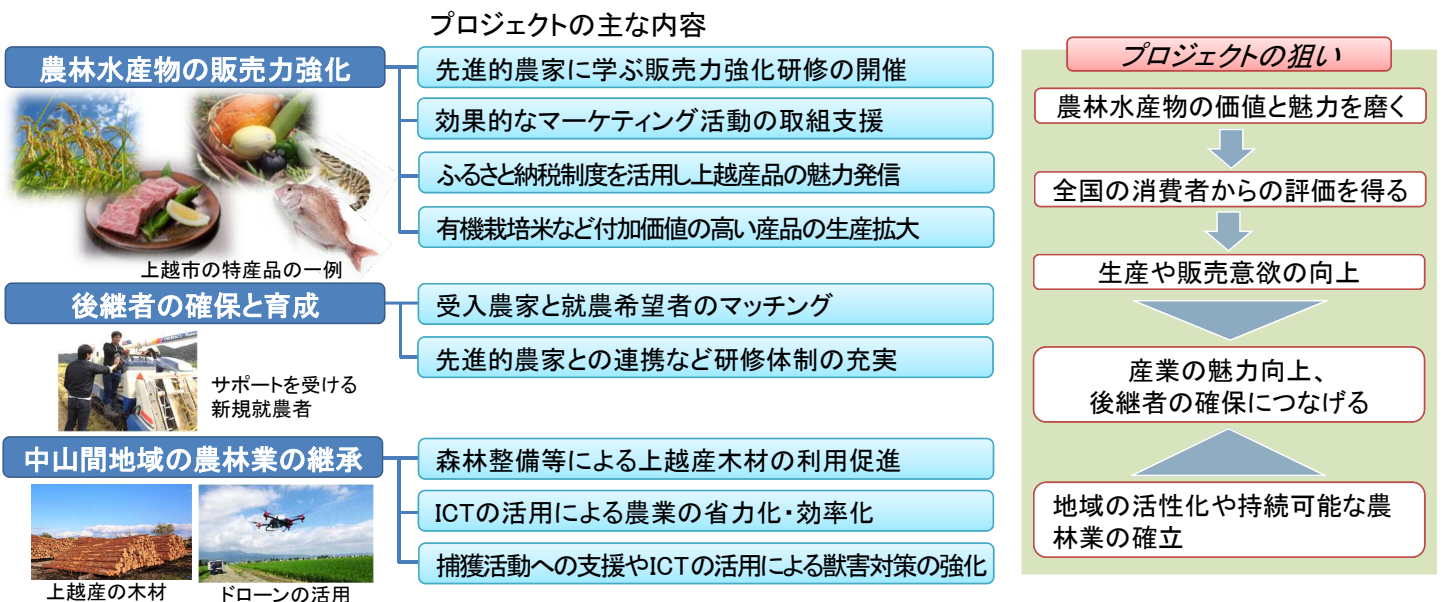 プロジェクトの主な内容
農林水産物の販売力強化
先進的農家に学ぶ販売力強化研修の開催
効果的なマーケティング活動の取組支援
ふるさと納税制度を活用し上越産品の魅力発信
有機栽培米など付加価値の高い産品の生産拡大
上越市の特産品の一例
後継者の確保と育成
受入農家と就農希望者のマッチング
先進的農家との連携など研修体制の充実
サポートを受ける
新規就農者
中山間地域の農林業の継承
森林整備等による上越産木材の利用促進
ICTの活用による農業の省力化・効率化
捕獲活動への支援やICTの活用による獣害対策の強化
上越産の木材
ドローンの活用
プロジェクトの狙い
農林水産物の価値と魅力を磨く
全国の消費者からの評価を得る
生産や販売意欲の向上
産業の魅力向上、
後継者の確保につなげる
地域の活性化や持続可能な農
林業の確立